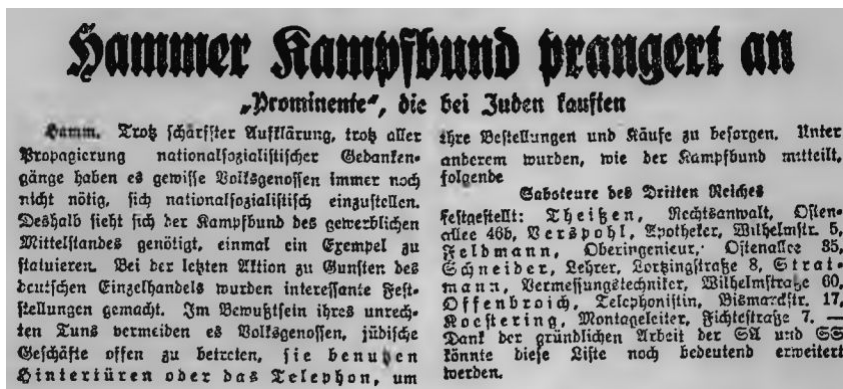 Hammer Kampfbund prangert an
„Prominente“, die bei Juden kauften
Hamm. Trotz schärfster Aufklärung, trotz aller
Propagierung nationalsozialistischer Gedanken-
gänge haben es gewisse Volksgenossen immer noch
nicht nötig, sich nationalsozialistisch einzustellen.
Deshalb sieht sich der Kampfbund des gewerblichen
Mittelstandes genötigt, einmal ein Exempel zu
statuieren. Bei der letzten Aktion zu Gunsten des
deutschen Einzelhandels wurden interessante Fest-
stellungen gemacht. Im Bewußtsein ihres unrech-
ten Tuns vermeiden es Volksgenossen, jüdische
Geschäfte offen zu betreten, sie benutzen
Hintertüren oder das Telephon, um
ihre Bestellungen und Käufe zu besorgen. Unter
anderem wurden, wie der Kampfbund mitteilt,
folgende
Saboteure des Dritten Reiches
festgestellt: Theißen, Rechtsanwalt, Osten-
allee 46b, Verspohl, Apotheker, Wilhelmstr. 5,
Feldmann, Oberingenieur, Ostenallee 85,
Schneider, Lehrer, Lortzingstraße 8, Strat-
mann, Vermessungstechniker, Wilhelmstraße 60,
Offenbroich, Telephonistin, Bismarckstr. 17,
Koestering, Montageleiter, Fichtestraße 7. —
Dank der gründlichen Arbeit der SA und SS
könnte diese Liste noch bedeutend erweitert
werden.